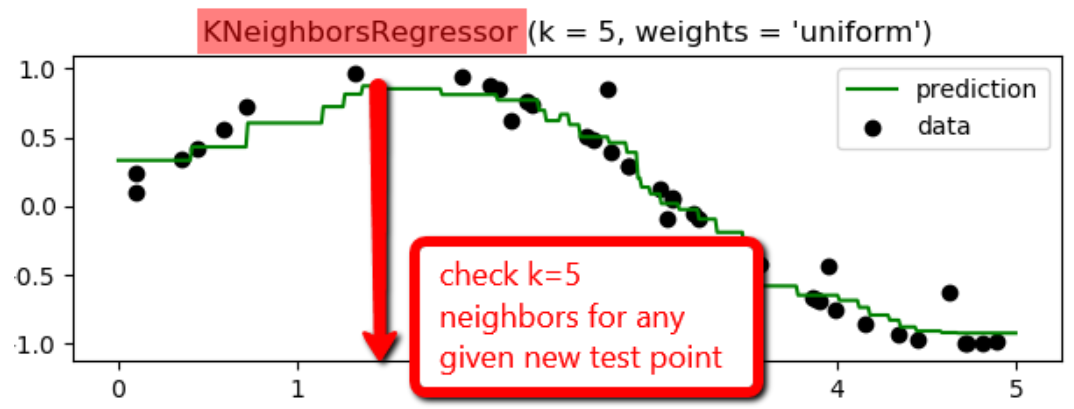 KNeighborsRegressor (k = 5, weights = 'uniform')
1.0
prediction
data
0.5
0.0
-0.5
-1.0
check k=5
neighbors for any
given new test point
0 1 4 5